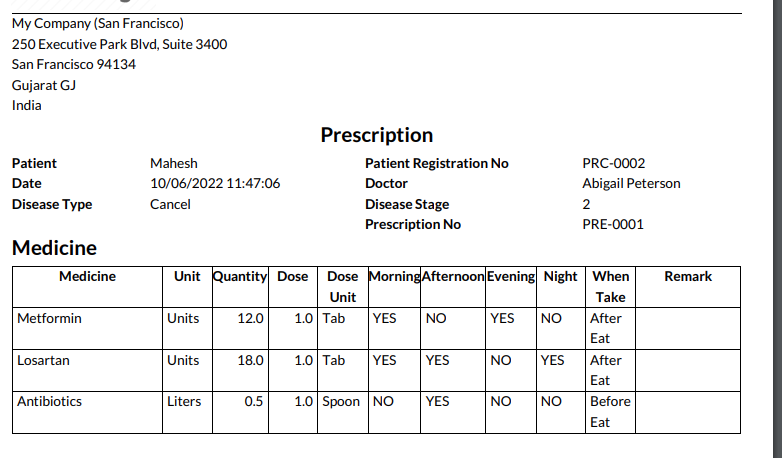 My Company (San Francisco)
250 Executive Park Blvd, Suite 3400
San Francisco 94134
Gujarat GJ
India
Prescription
Patient Mahesh Patient Registration No PRC-0002
Date 10/06/2022 11:47:06 Doctor Abigail Peterson
Disease Type Cancel Disease Stage 2
Prescription No PRE-0001
Medicine
Medicine Unit Quantity Dose Dose Unit Morning Afternoon Evening Night When Take Remark
Metformin Units 12.0 1.0 Tab YES NO YES NO After Eat
Losartan Units 18.0 1.0 Tab YES YES NO YES After Eat
Antibiotics Liters 0.5 1.0 Spoon NO YES NO NO Before Eat